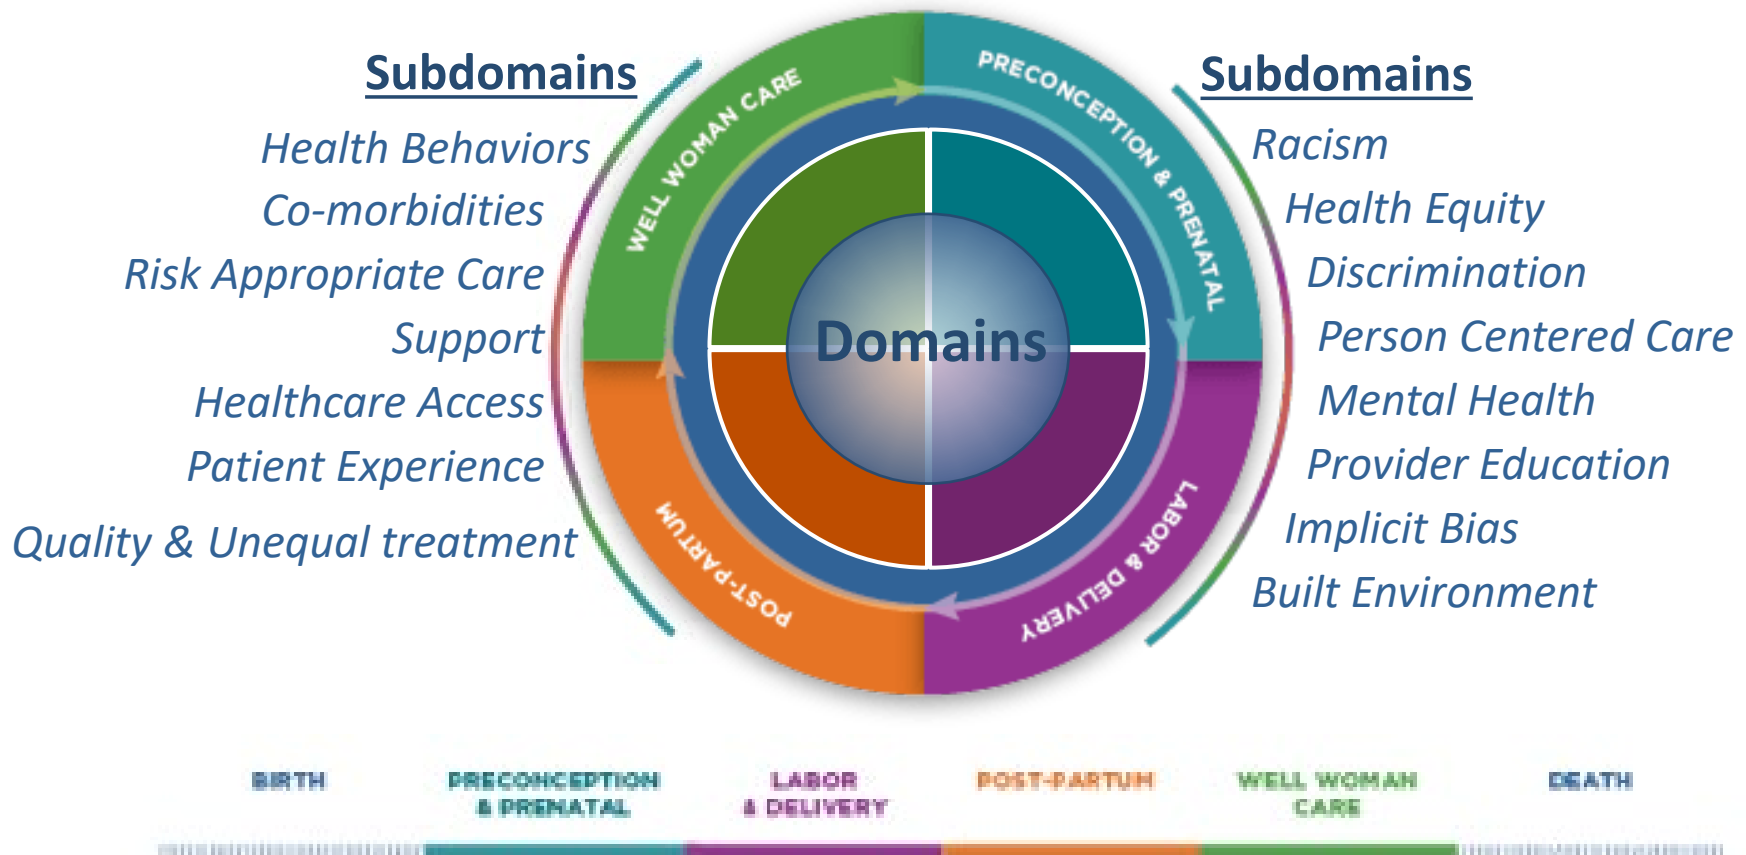 Subdomains
Health Behaviors
Co-morbidities
Risk Appropriate Care
Support
Healthcare Access
Patient Experience
Quality & Unequal treatment
WELL WOMAN CARE
PRECONCEPTION & PRENATAL
Domains
POST-PARTUM
LABOR & DELIVERY
Subdomains
Racism
Health Equity
Discrimination
Person Centered Care
Mental Health
Provider Education
Implicit Bias
Built Environment
BIRTH
PRECONCEPTION
& PRENATAL
LABOR
& DELIVERY
POST-PARTUM
WELL WOMAN
CARE
DEATH